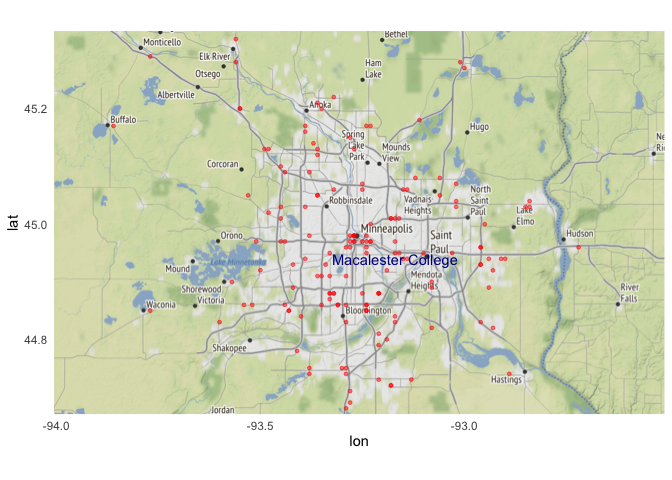 Monticello
Elk River
Otsego
Albertville
Bethel
Ham
Lake
Buffalo
Anoka
Hugo
Spring
Lake
Park
Mounds
View
Corcoran
Robbinsdale
Vadnais
Heights
North
Saint
Paul
Lake
Elmo
Orono
Minneapolis
Saint
Paul
Hudson
Mound
Lake Minnetonka
Macalester College
Mendota
Heights
Shorewood
Victoria
Waconia
Bloomington
River
Falls
Shakopee
Hastings
Jordan
Ne
Ri
45.2
45.0
44.8
lat
-94.0
-93.5
-93.0
lon